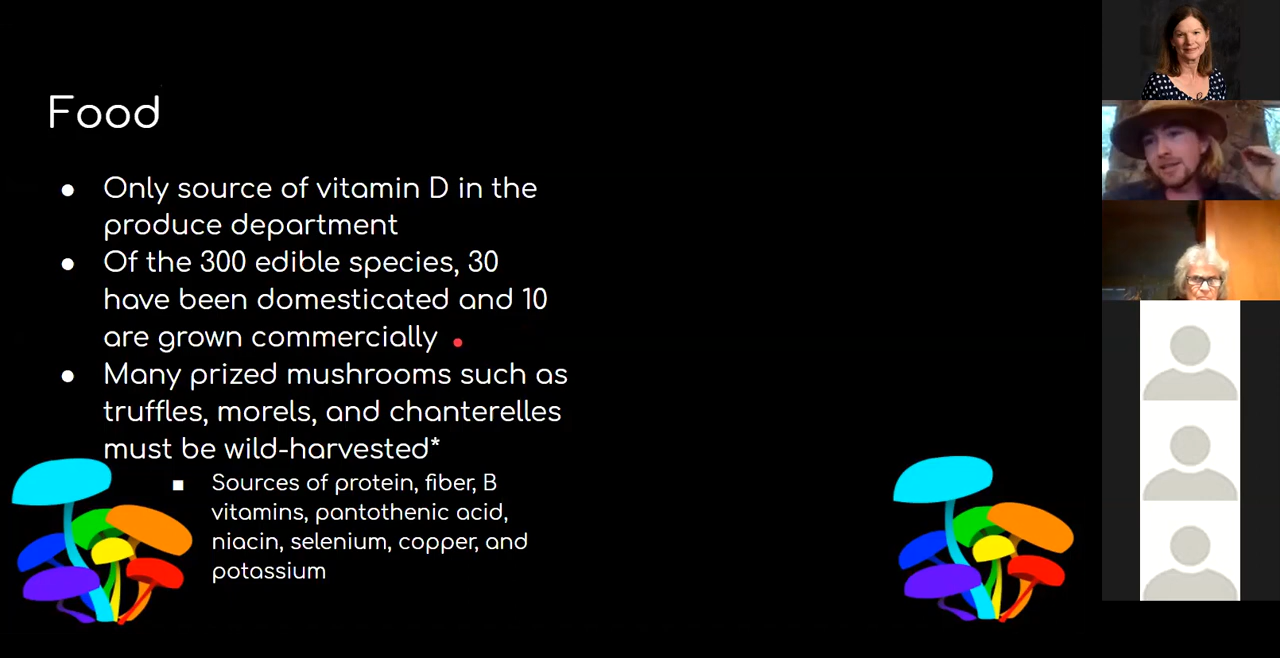 Food
● Only source of vitamin D in the
produce department
● Of the 300 edible species, 30
have been domesticated and 10
are grown commercially
● Many prized mushrooms such as
truffles, morels, and chanterelles
must be wild-harvested*
■ Sources of protein, fiber, B
vitamins, pantothenic acid,
niacin, selenium, copper, and
potassium